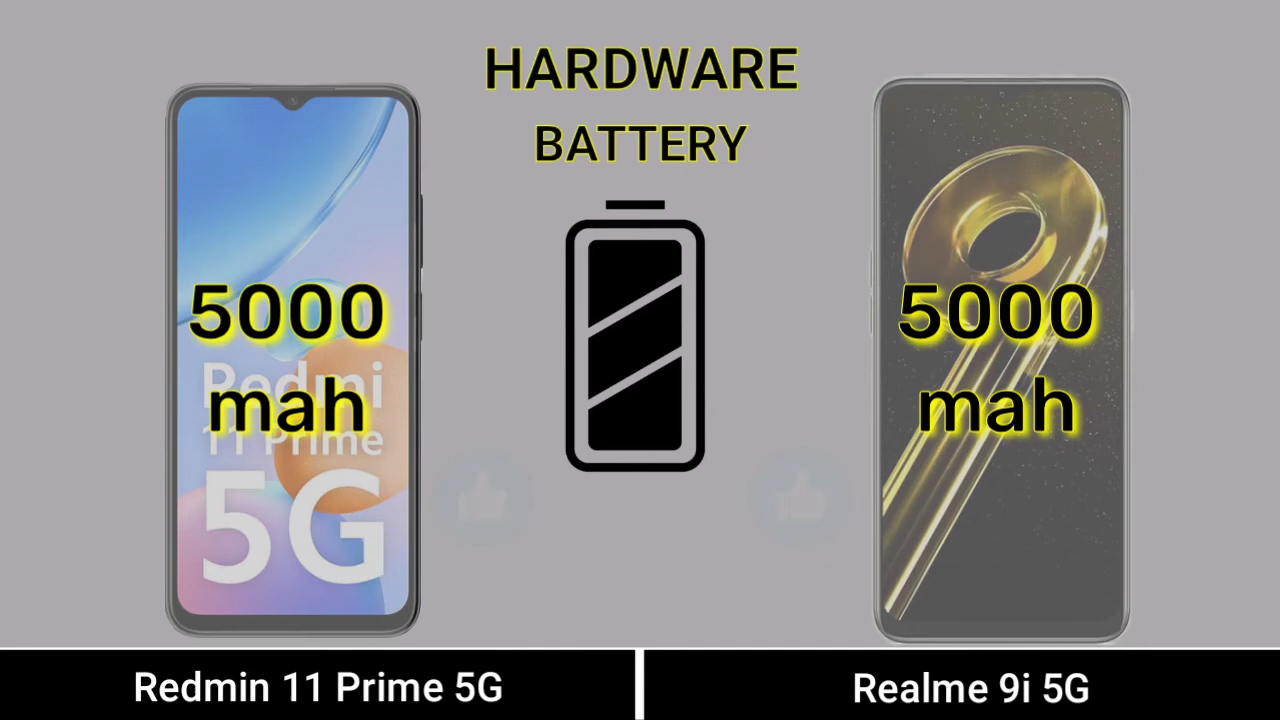 HARDWARE
BATTERY
5000
mah
Redmi
11 Prime
5G
5000
mah
Redmin 11 Prime 5G
Realme 9i 5G